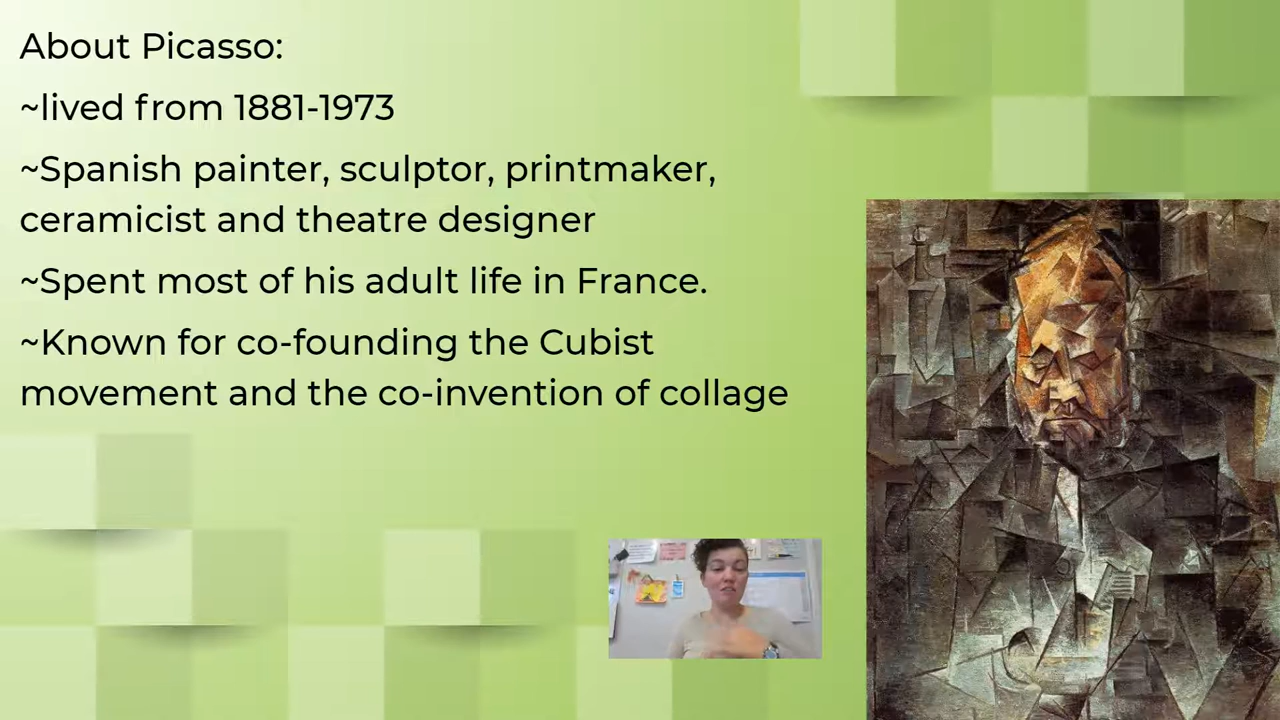 About Picasso:
~lived from 1881-1973
~Spanish painter, sculptor, printmaker,
ceramicist and theatre designer
~Spent most of his adult life in France.
~Known for co-founding the Cubist
movement and the co-invention of collage